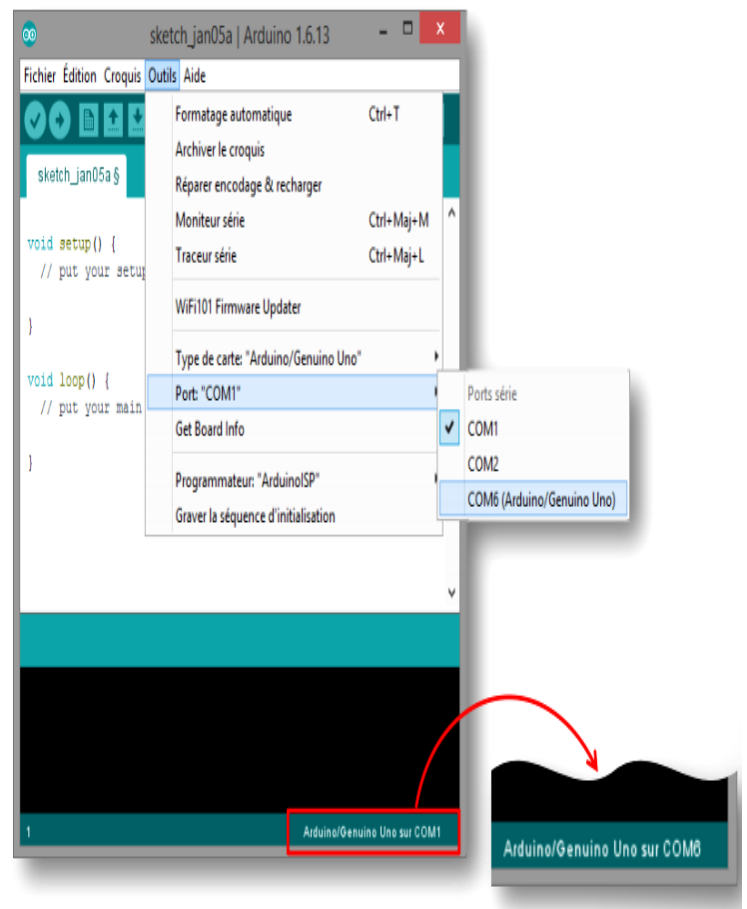 sketch_jan05a | Arduino 1.6.13
Fichier Édition Croquis Outils Aide
sketch_jan05a §
Formatage automatique Ctrl+T
Archiver le croquis
Réparer encodage & recharger
Moniteur série Ctrl+Maj+M
Traceur série Ctrl+Maj+L
WiFi101 Firmware Updater
Type de carte: "Arduino/Genuino Uno"
Port: "COM1"
Get Board Info
Programmateur: "ArduinoISP"
Graver la séquence d'initialisation
Ports série
COM1
COM2
COM6 (Arduino/Genuino Uno)
void setup() {
// put your setup
}
void loop() {
// put your main
}
1 Arduino/Genuino Uno sur COM1
Arduino/Genuino Uno sur COM6